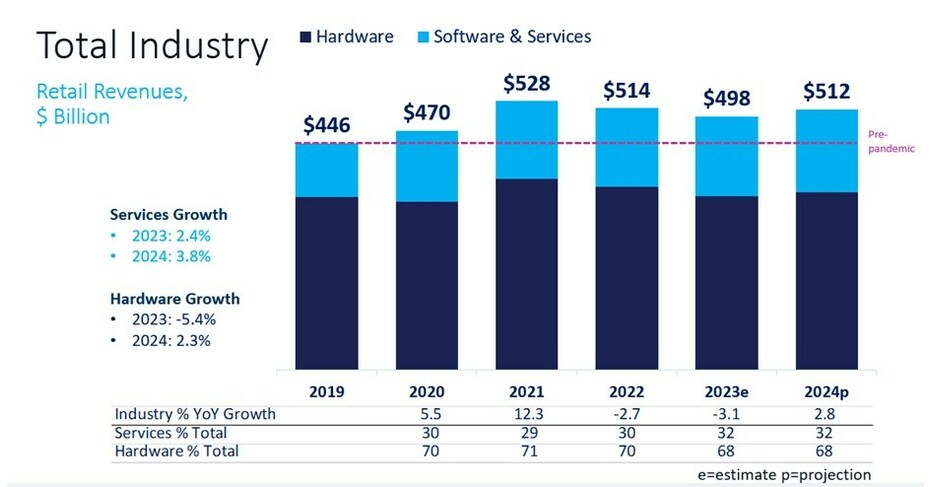 Total Industry
Hardware Software & Services
Retail Revenues,
$ Billion
$446 $470 $528 $514 $498 $512
Pre-
pandemic
Services Growth
• 2023: 2.4%
• 2024: 3.8%
Hardware Growth
• 2023: -5.4%
• 2024: 2.3%
2019 2020 2021 2022 2023e 2024p
Industry % YoY Growth 5.5 12.3 -2.7 -3.1 2.8
Services % Total 30 29 30 32 32
Hardware % Total 70 71 70 68 68
e=estimate p=projection